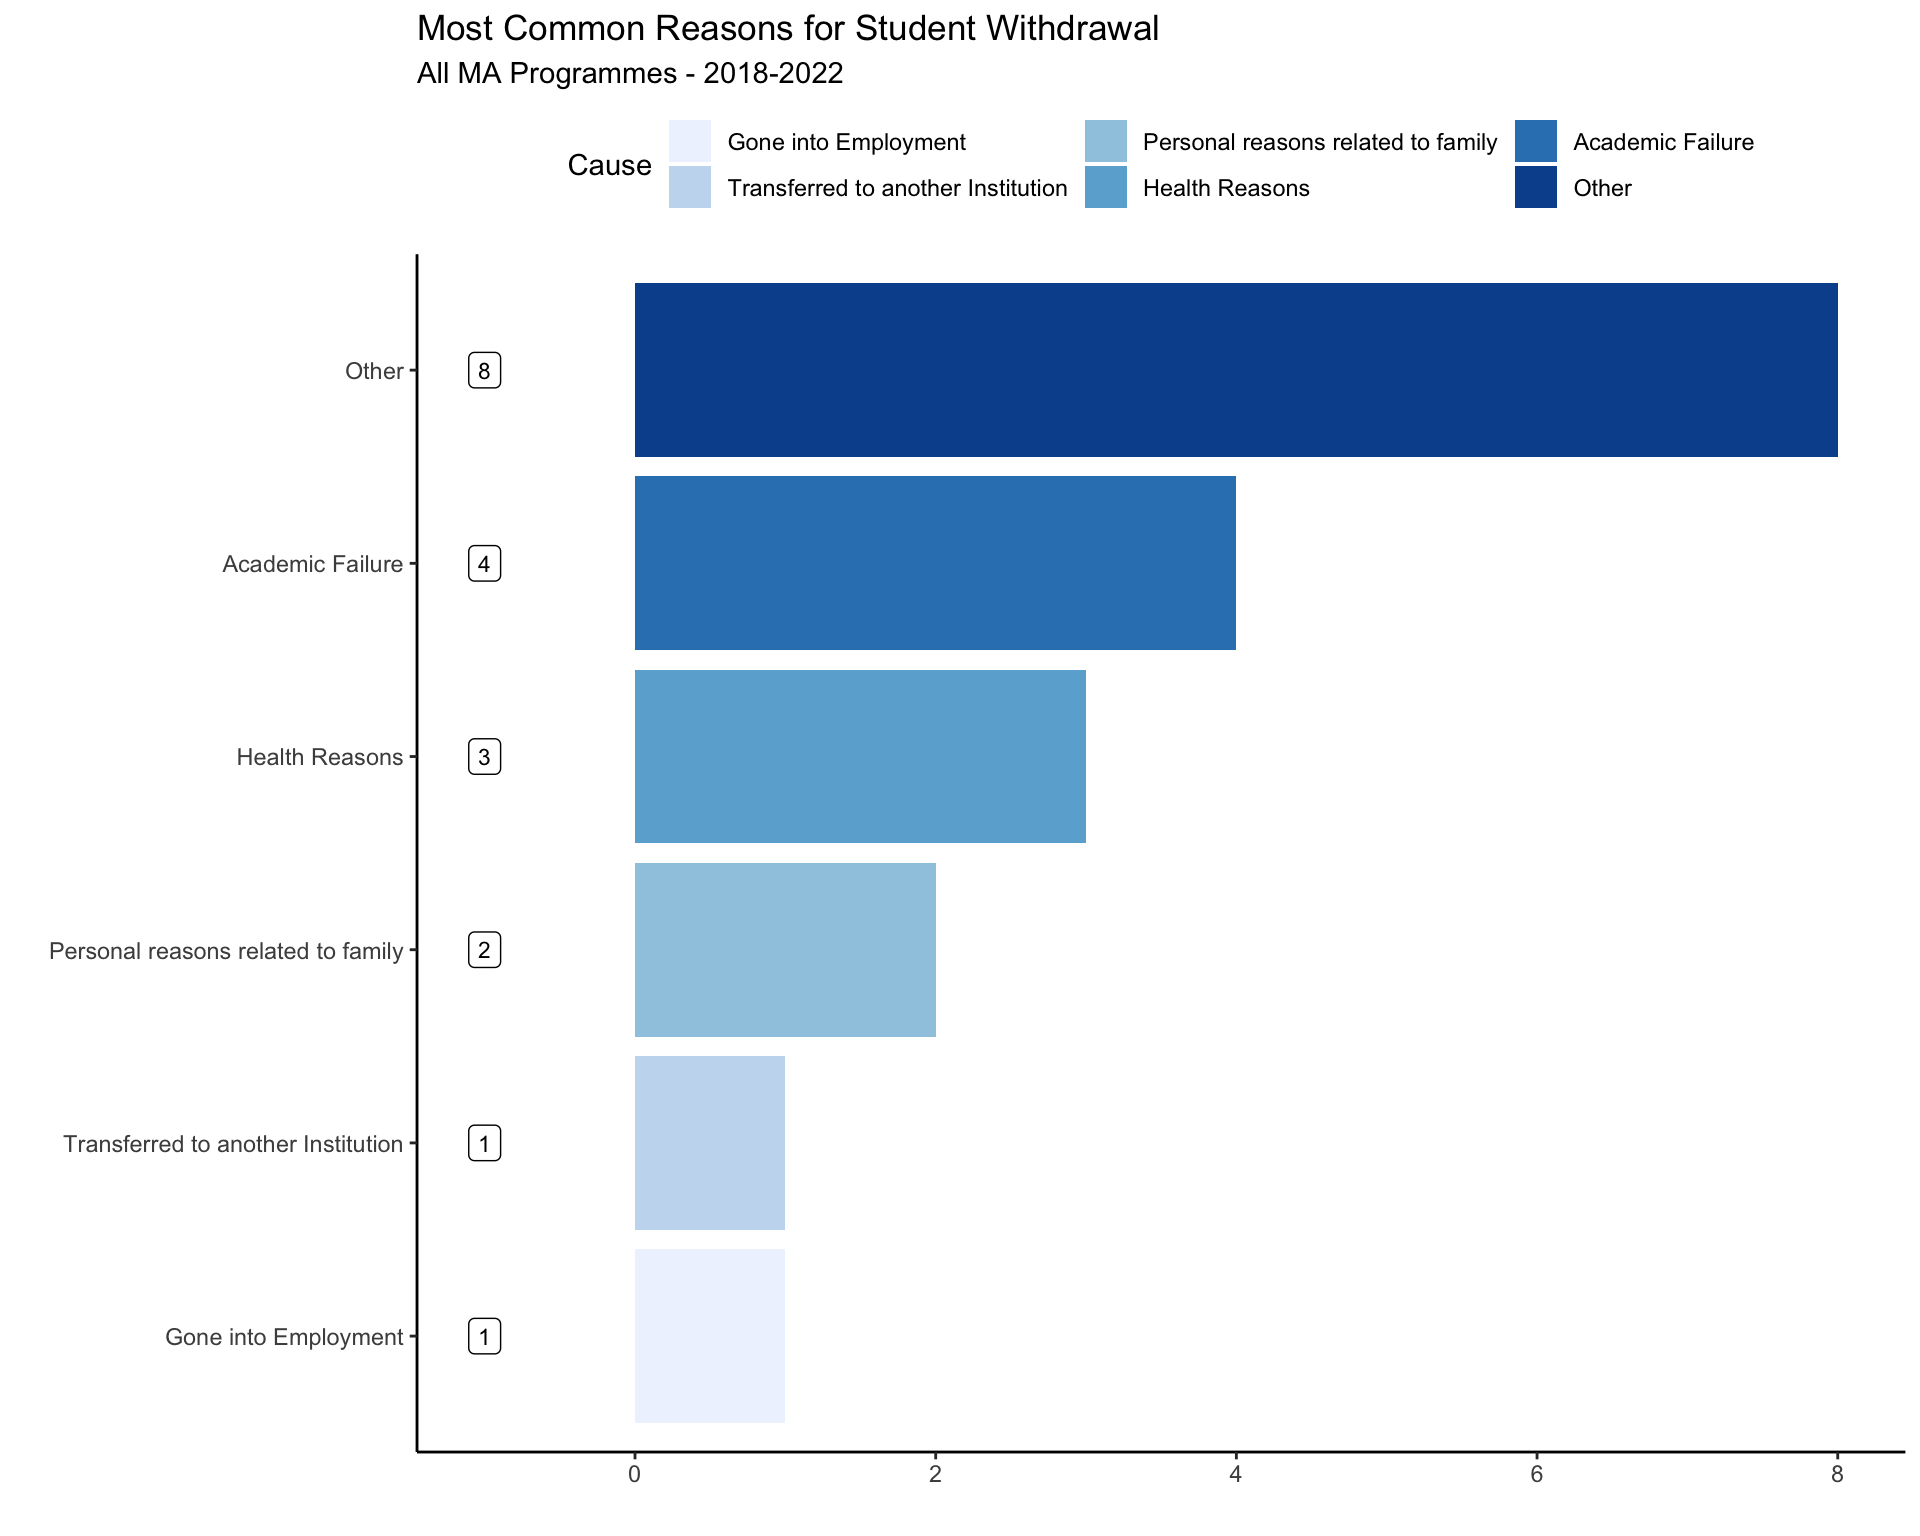 Most Common Reasons for Student Withdrawal
All MA Programmes - 2018-2022
Cause
Gone into Employment
Transferred to another Institution
Personal reasons related to family
Health Reasons
Academic Failure
Other
Other
8
Academic Failure
4
Health Reasons
3
Personal reasons related to family
2
Transferred to another Institution
1
Gone into Employment
1
0 2 4 6 8